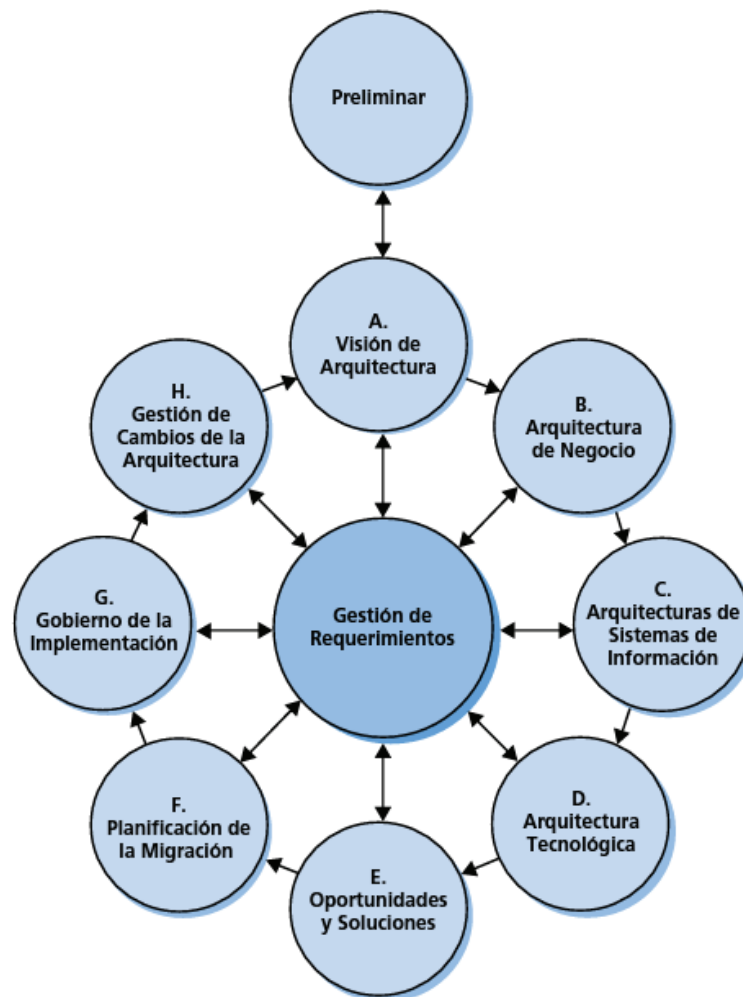 Preliminar
A.
Visión de
Arquitectura
B.
Arquitectura
de Negocio
C.
Arquitecturas de
Sistemas de
Información
D.
Arquitectura
Tecnológica
E.
Oportunidades
y Soluciones
F.
Planificación de
la Migración
G.
Gobierno de la
Implementación
H.
Gestión de
Cambios de la
Arquitectura
Gestión de
Requerimientos